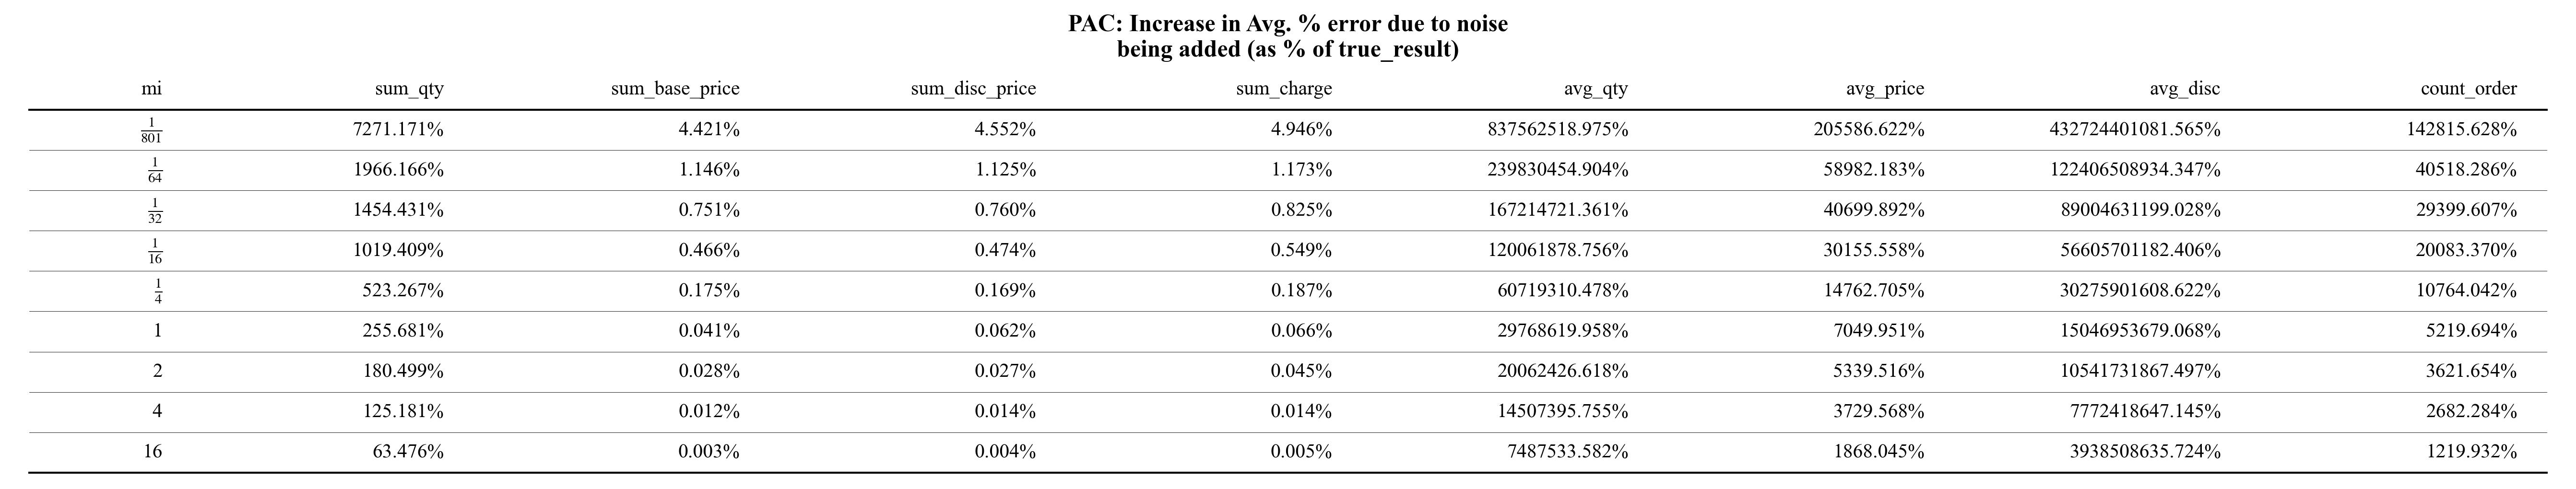 PAC: Increase in Avg. % error due to noise
being added (as % of true_result)
mi sum_qty sum_base_price sum_disc_price sum_charge avg_qty avg_price avg_disc count_order
1/801 7271.171% 4.421% 4.552% 4.946% 837562518.975% 205586.622% 432724401081.565% 142815.628%
1/64 1966.166% 1.146% 1.125% 1.173% 239830454.904% 58982.183% 122406508934.347% 40518.286%
1/32 1454.431% 0.751% 0.760% 0.825% 167214721.361% 40699.892% 89004631199.028% 29399.607%
1/16 1019.409% 0.466% 0.474% 0.549% 120061878.756% 30155.558% 56605701182.406% 20083.370%
1/4 523.267% 0.175% 0.169% 0.187% 60719310.478% 14762.705% 30275901608.622% 10764.042%
1 255.681% 0.041% 0.062% 0.066% 29768619.958% 7049.951% 15046953679.068% 5219.694%
2 180.499% 0.028% 0.027% 0.045% 20062426.618% 5339.516% 10541731867.497% 3621.654%
4 125.181% 0.012% 0.014% 0.014% 14507395.755% 3729.568% 7772418647.145% 2682.284%
16 63.476% 0.003% 0.004% 0.005% 7487533.582% 1868.045% 3938508635.724% 1219.932%